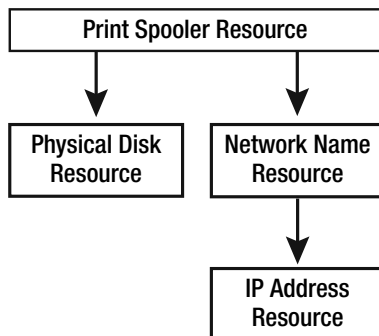 Print Spooler Resource
Physical Disk
Resource
Network Name
Resource
IP Address
Resource